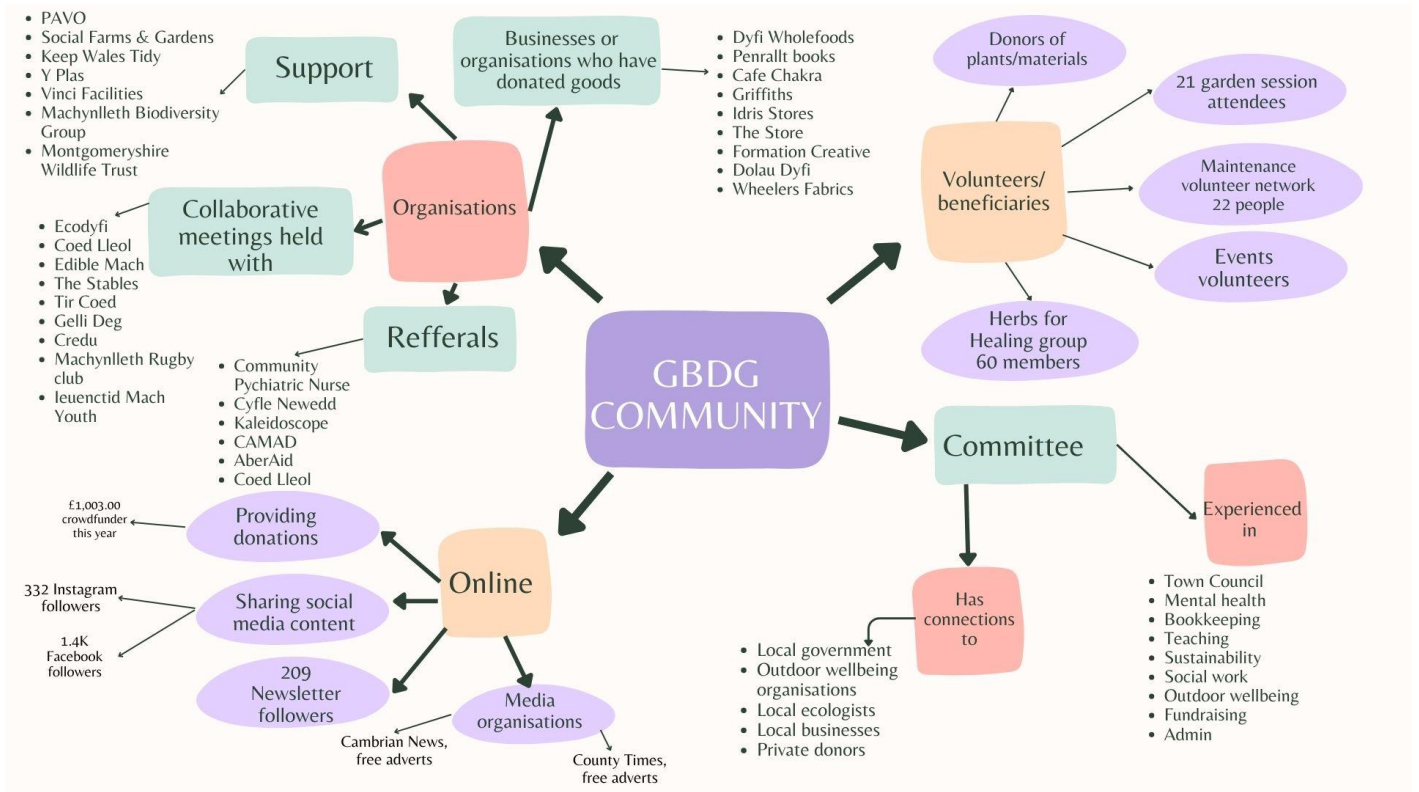 GBDG
COMMUNITY
Organisations
Support
• PAVO
• Social Farms & Gardens
• Keep Wales Tidy
• Y Plas
• Vinci Facilities
• Machynlleth Biodiversity
Group
• Montgomeryshire
Wildlife Trust
Businesses or
organisations who have
donated goods
• Dyfi Wholefoods
• Penrallt books
• Cafe Chakra
• Griffiths
• Idris Stores
• The Store
• Formation Creative
• Dolau Dyfi
• Wheelers Fabrics
Collaborative
meetings held
with
• Ecodyfi
• Coed Lleol
• Edible Mach
• The Stables
• Tir Coed
• Gelli Deg
• Credu
• Machynlleth Rugby
club
• Ieuenctid Mach
Youth
Refferals
• Community
Pychiatric Nurse
• Cyfle Newedd
• Kaleidoscope
• CAMAD
• AberAid
• Coed Lleol
Volunteers/
beneficiaries
Donors of
plants/materials
21 garden session
attendees
Maintenance
volunteer network
22 people
Events
volunteers
Herbs for
Healing group
60 members
Committee
Experienced
in
• Town Council
• Mental health
• Bookkeeping
• Teaching
• Sustainability
• Social work
• Outdoor wellbeing
• Fundraising
• Admin
Has
connections
to
• Local government
• Outdoor wellbeing
organisations
• Local ecologists
• Local businesses
• Private donors
Online
Providing
donations
£1,003.00
crowdfunder
this year
Sharing social
media content
332 Instagram
followers
1.4K
Facebook
followers
209
Newsletter
followers
Media
organisations
Cambrian News,
free adverts
County Times,
free adverts